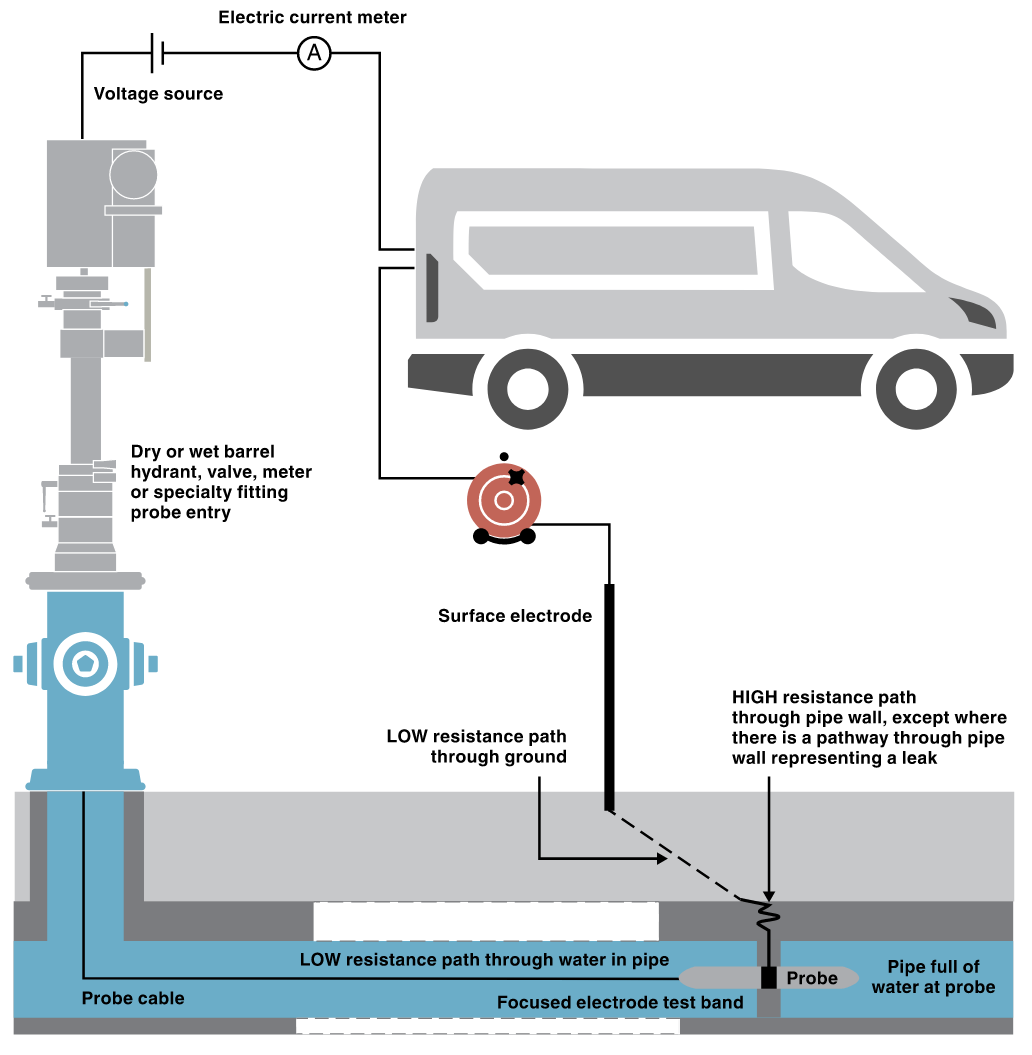 Electric current meter
A
Voltage source
Dry or wet barrel
hydrant, valve, meter
or specialty fitting
probe entry
Surface electrode
HIGH resistance path
through pipe wall, except where
there is a pathway through pipe
wall representing a leak
LOW resistance path
through ground
LOW resistance path through water in pipe
Probe
Pipe full of
water at probe
Probe cable
Focused electrode test band